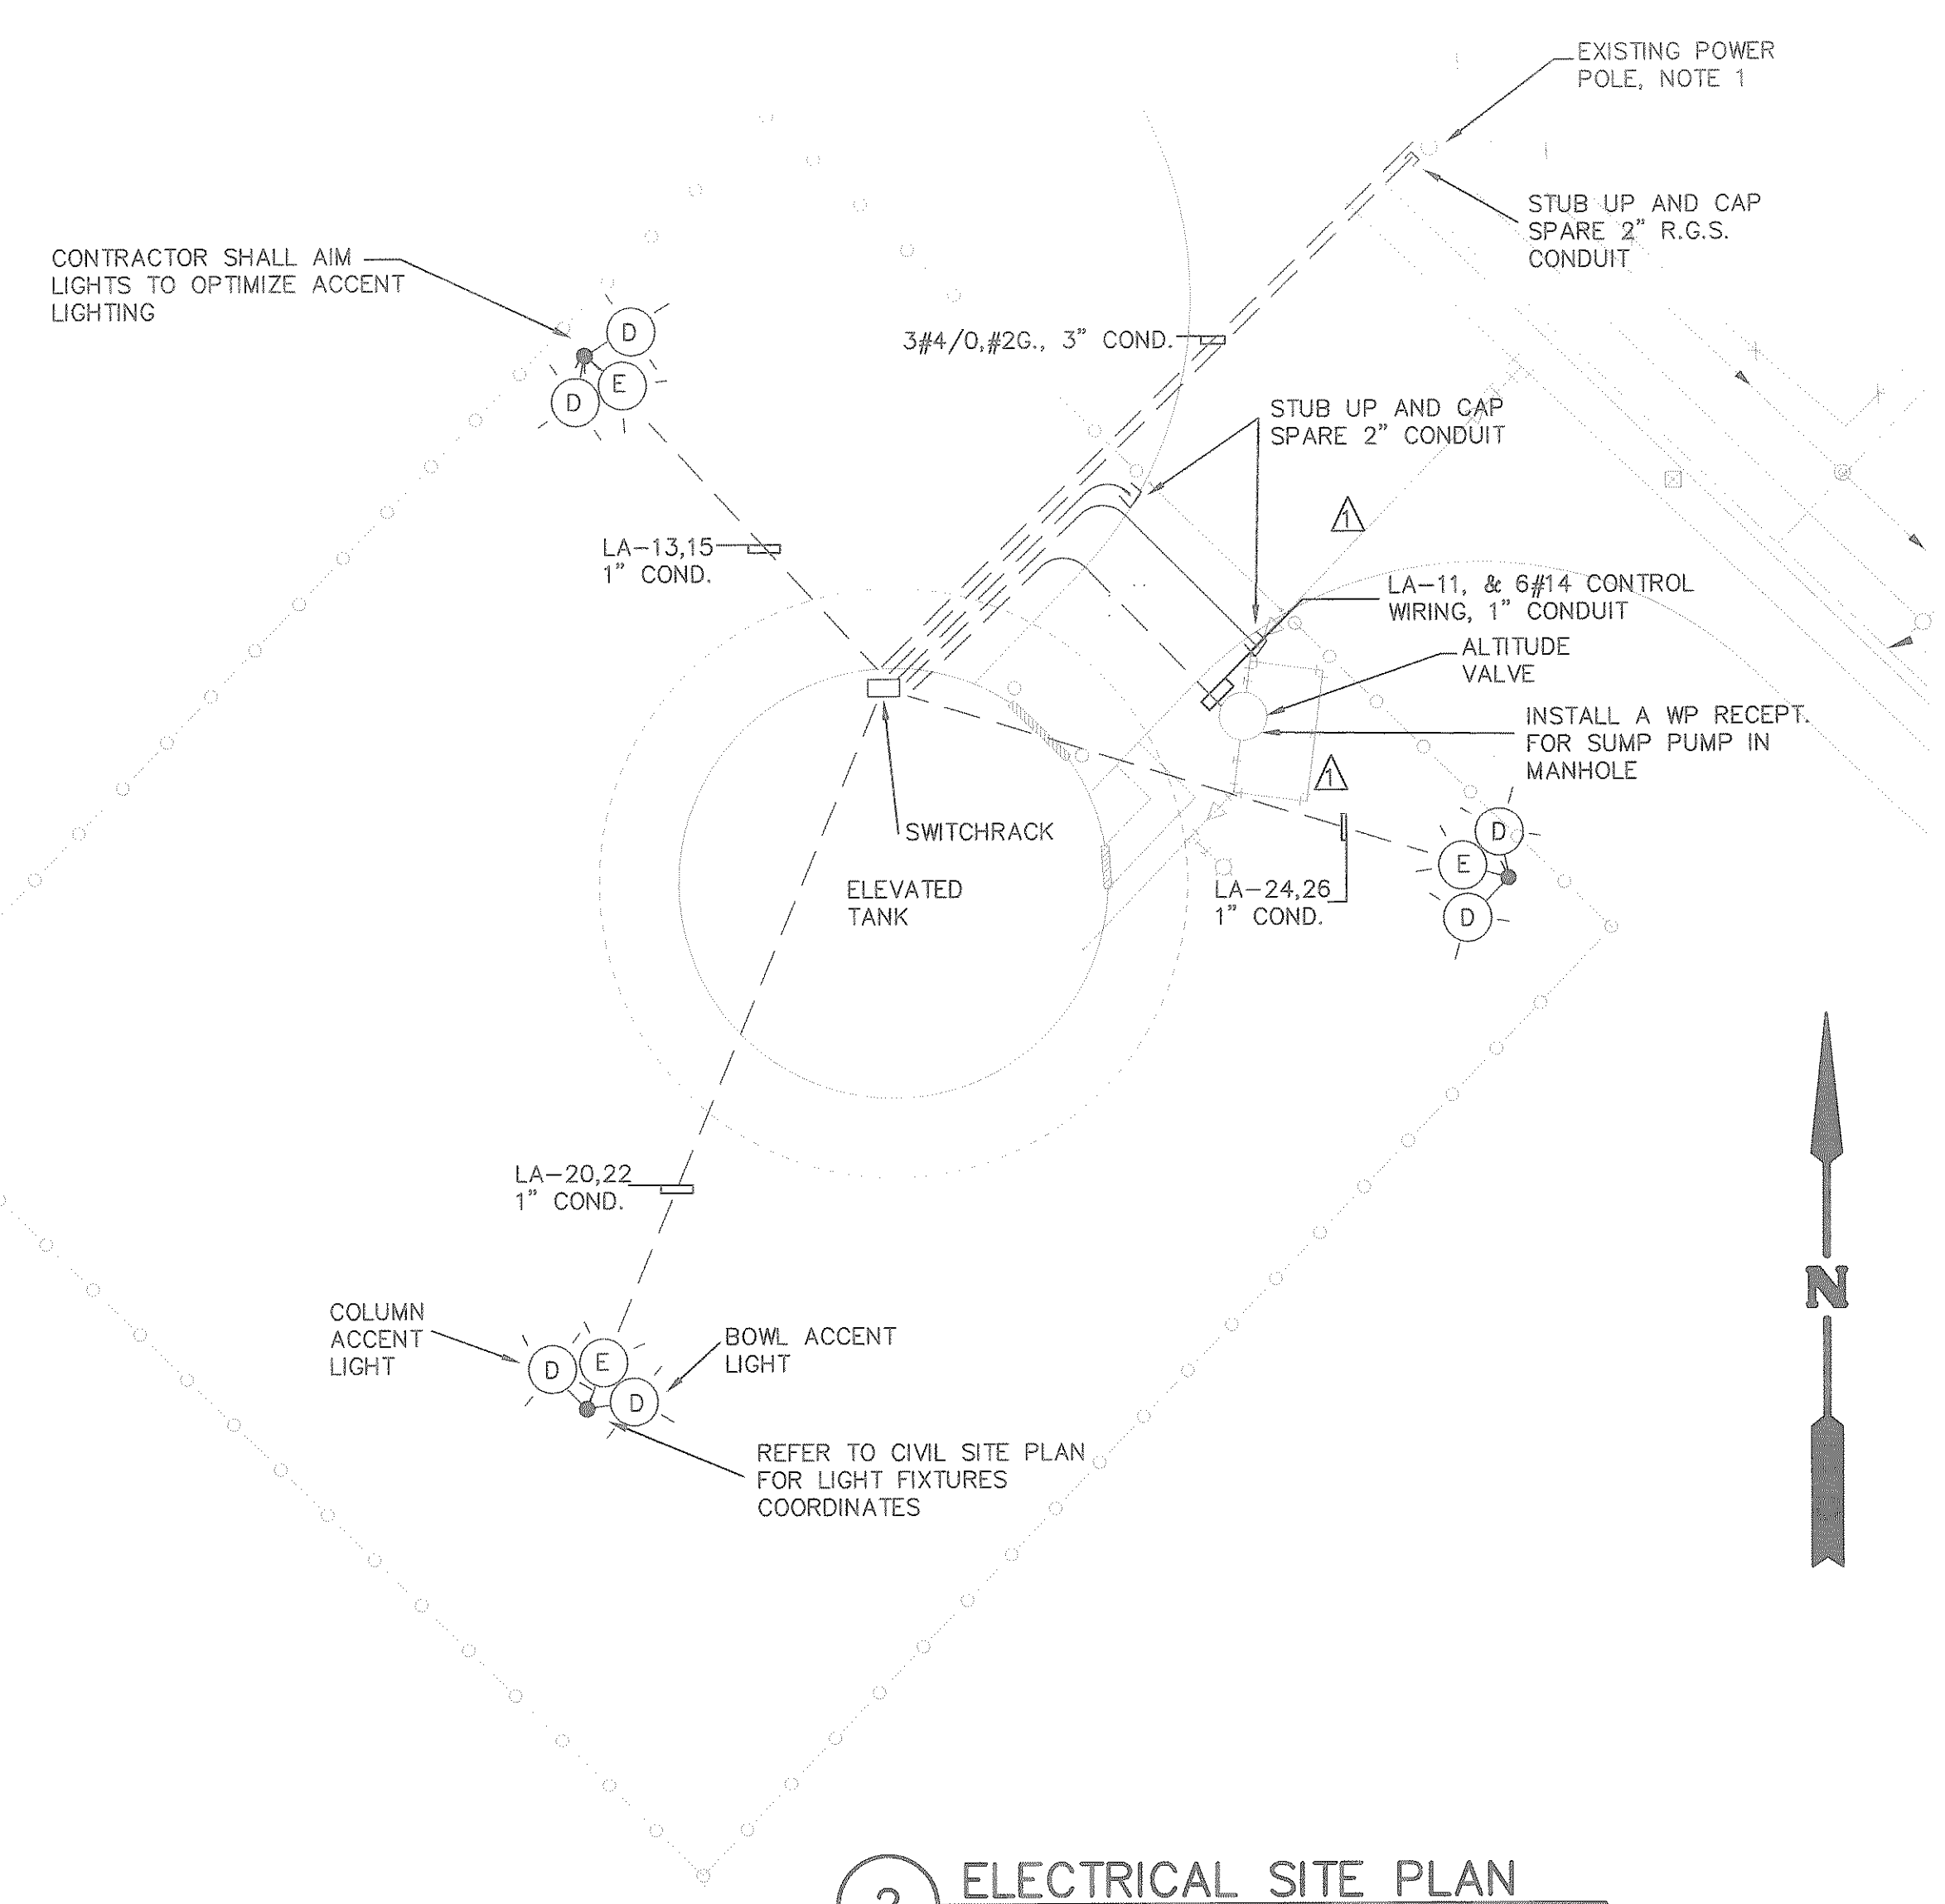 EXISTING POWER
POLE, NOTE 1
STUB UP AND CAP
SPARE 2" R.G.S.
CONDUIT
CONTRACTOR SHALL AIM
LIGHTS TO OPTIMIZE ACCENT
LIGHTING
D
E
D
3#4/0,#2G., 3" COND.
STUB UP AND CAP
SPARE 2" CONDUIT
1
LA-13,15
1" COND.
LA-11, & 6#14 CONTROL
WIRING, 1" CONDUIT
ALTITUDE
VALVE
INSTALL A WP RECEPT.
FOR SUMP PUMP IN
MANHOLE
1
SWITCHRACK
ELEVATED
TANK
LA-24,26
1" COND.
D
E
D
LA-20,22
1" COND.
N
COLUMN
ACCENT
LIGHT
D
E
D
BOWL ACCENT
LIGHT
REFER TO CIVIL SITE PLAN
FOR LIGHT FIXTURES
COORDINATES
2
ELECTRICAL SITE PLAN